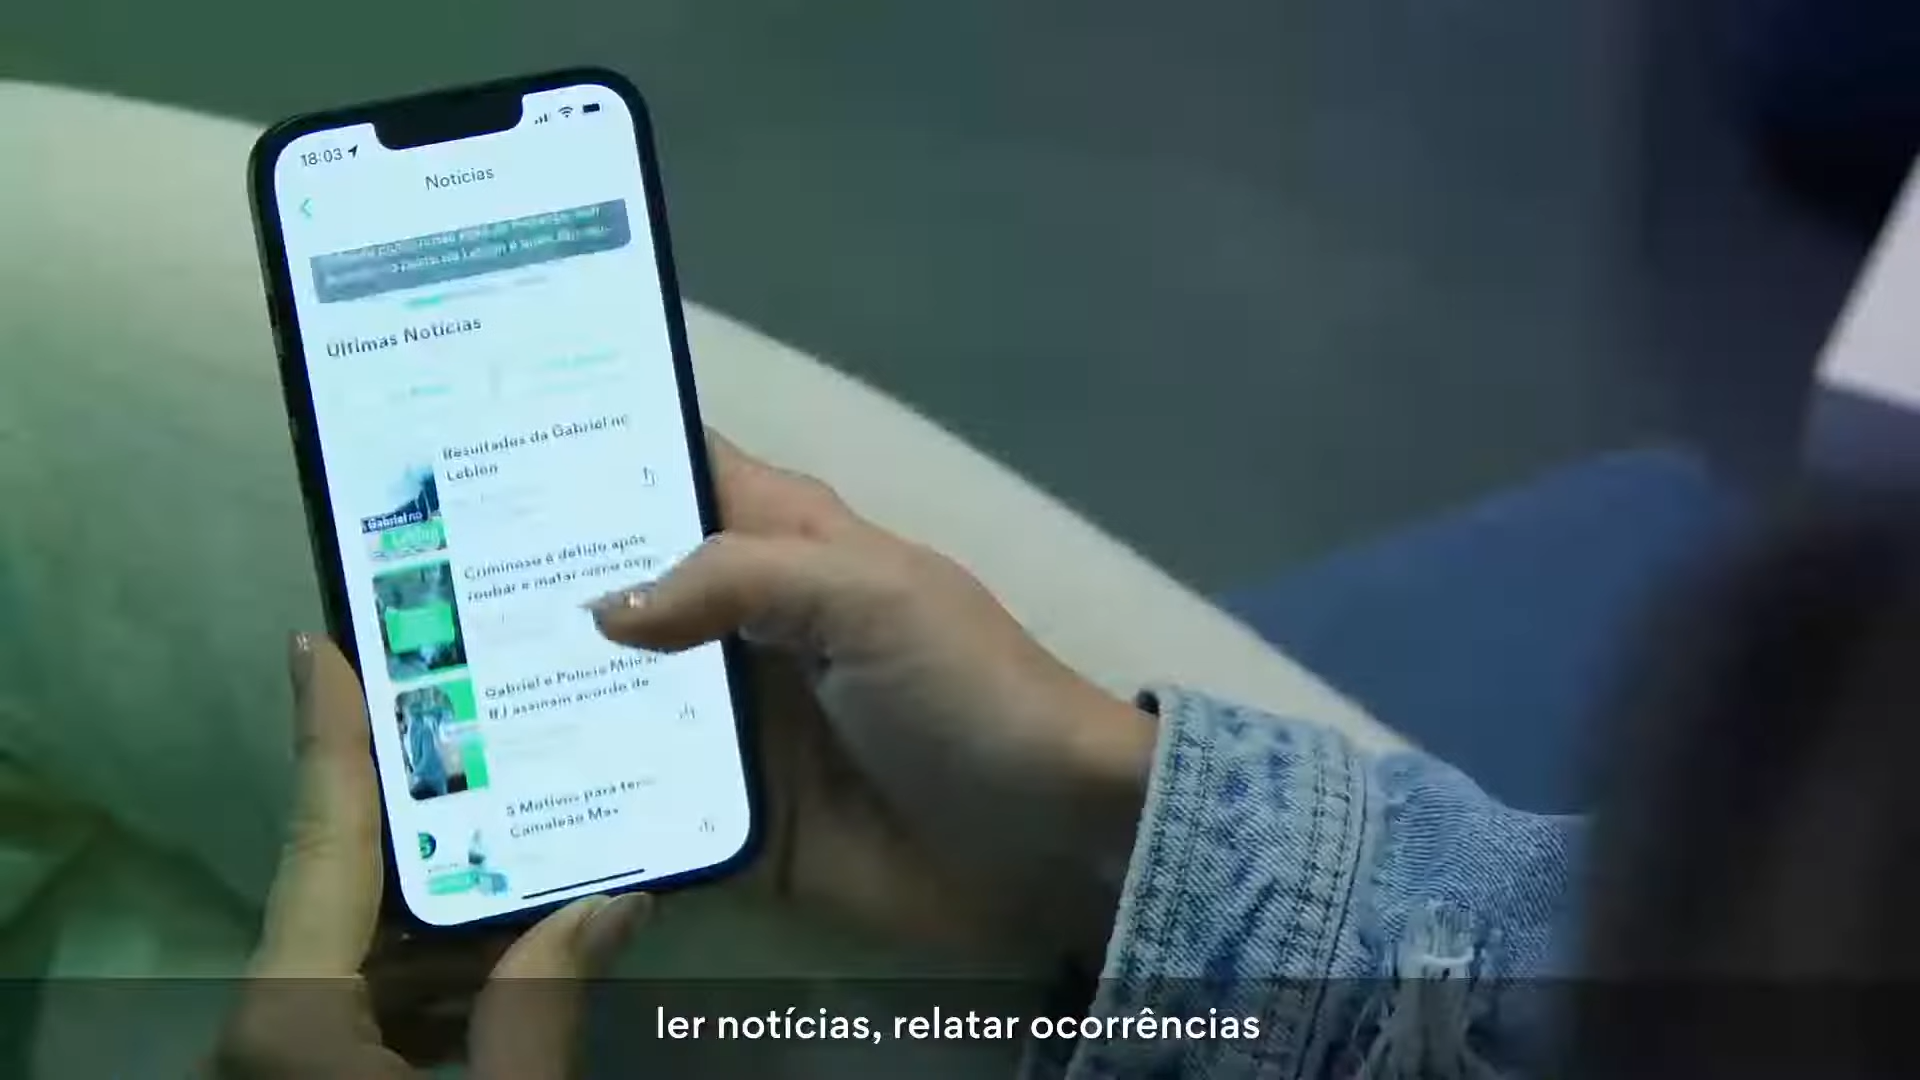 18:03
Notícias
Últimas Notícias
Resultados da Gabriel no
Leblon
Gabriel no
Leblon
Criminoso é detido após
roubar e matar
Gabriel e Polícia Militar
RJ assinam acordo de
5 Motivos para ter...
Camaleão Max
ler notícias, relatar ocorrências